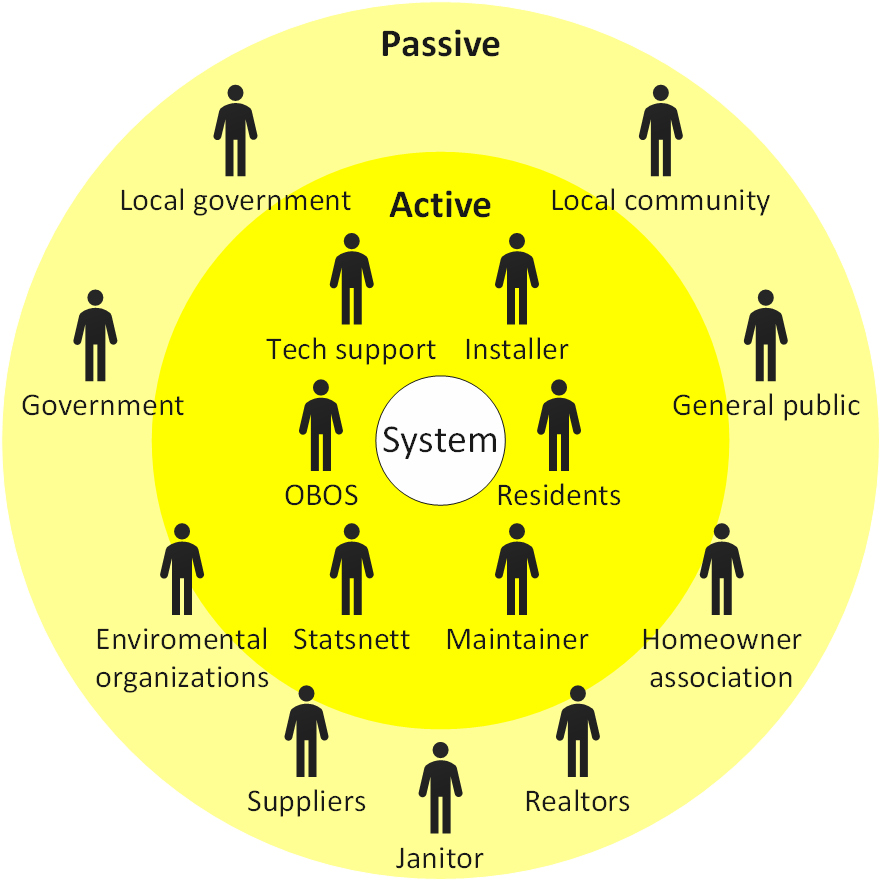 Passive
Local government
Local community
Active
Tech support
Installer
Government
General public
System
OBOS
Residents
Enviromental
organizations
Statsnett
Maintainer
Homeowner
association
Suppliers
Realtors
Janitor